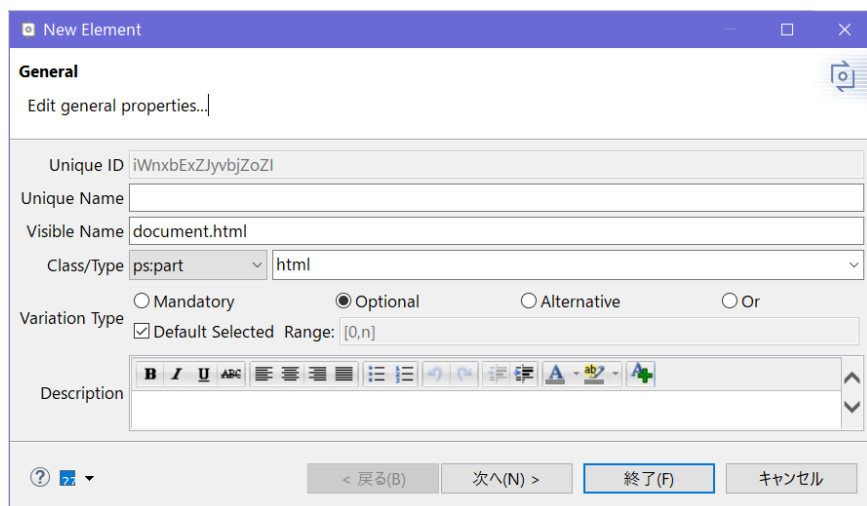 New Element
General
Edit general properties...
Unique ID iWnxbExZJyvbjZoZI
Unique Name
Visible Name document.html
Class/Type ps:part html
Variation Type
Mandatory Optional Alternative Or
Default Selected Range: [0,n]
Description
B I U ABC
< 戻る(B) 次へ(N) > 終了(F) キャンセル